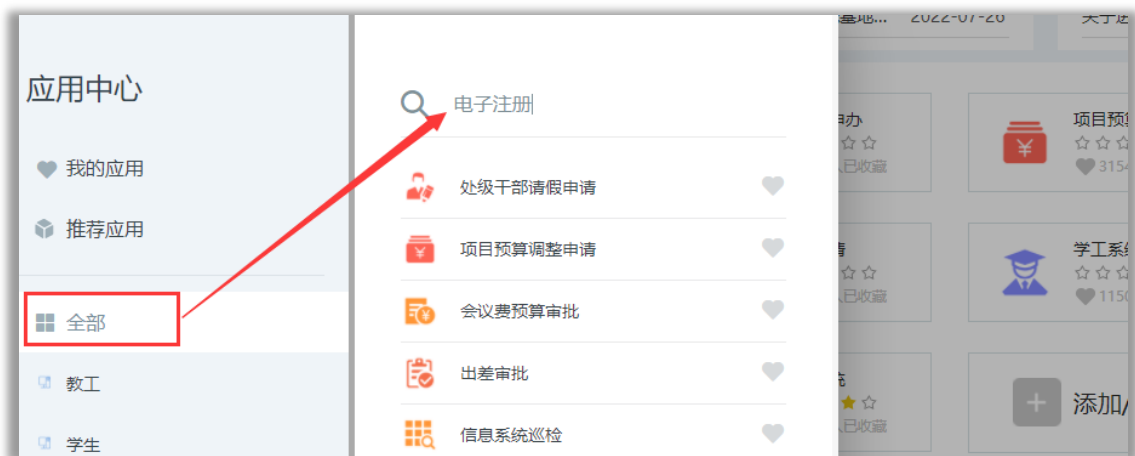 应用中心
我的应用
推荐应用
全部
教工
学生
电子注册
处级干部请假申请
项目预算调整申请
会议费预算审批
出差审批
信息系统巡检
2022-07-26
已收藏
项目预
3154
已收藏
学工系
1150
已收藏
添加/